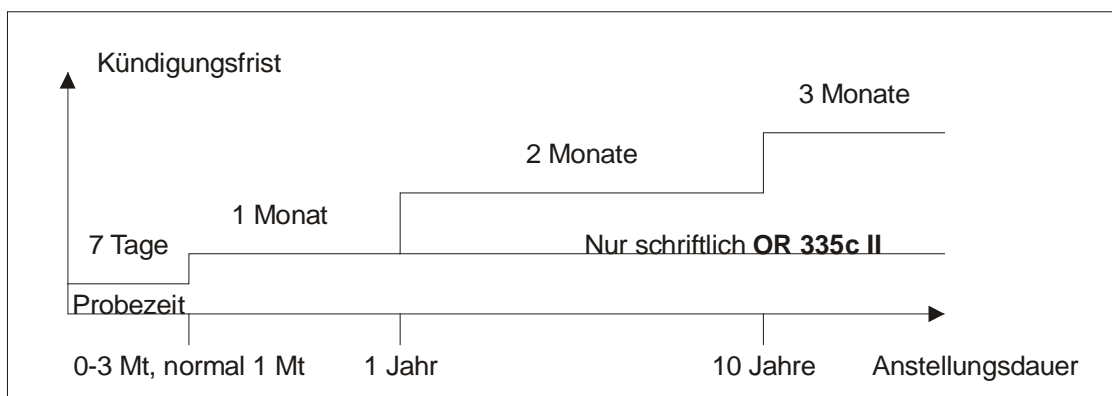 Kündigungsfrist
3 Monate
2 Monate
1 Monat
7 Tage
Nur schriftlich OR 335c II
Probezeit
0-3 Mt, normal 1 Mt
1 Jahr
10 Jahre
Anstellungsdauer